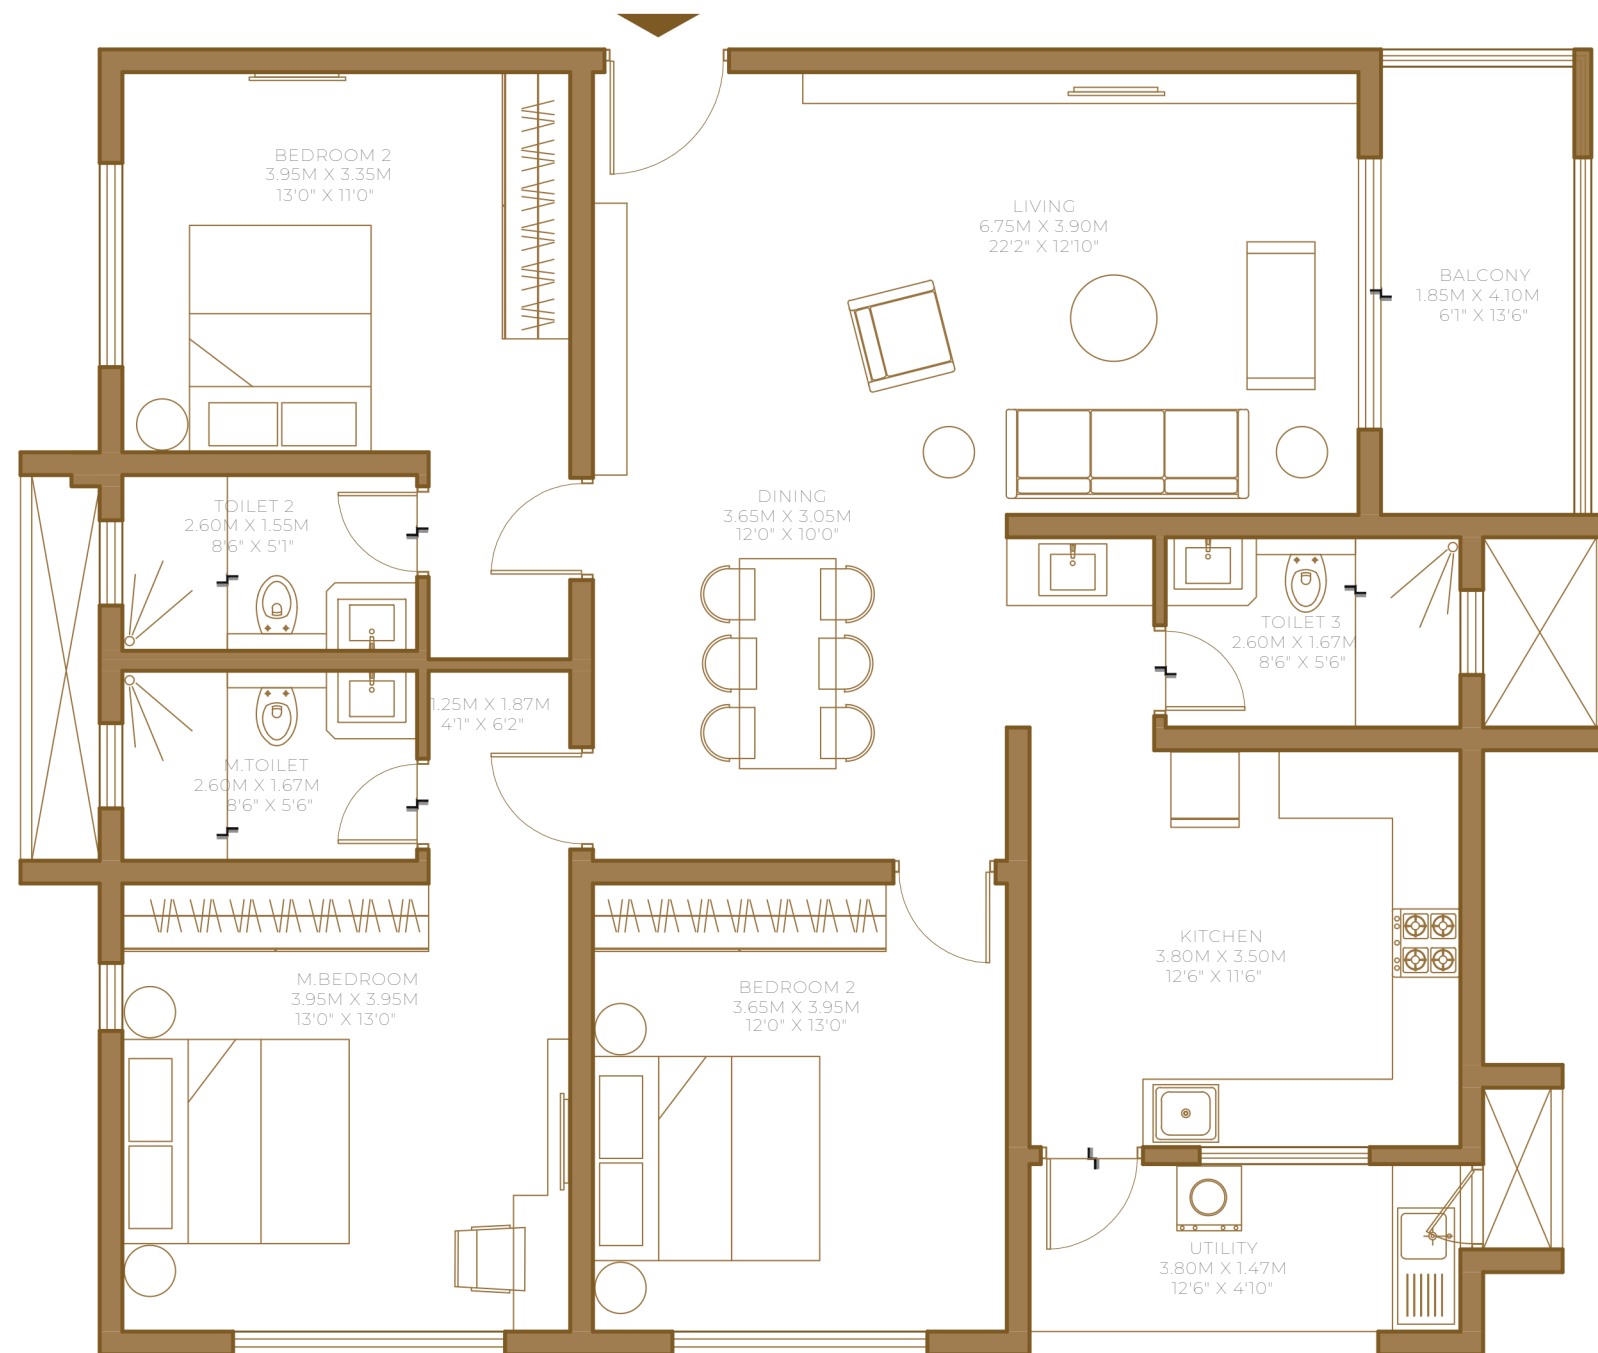 BEDROOM 2
3.95M X 3.35M
13'0" X 11'0"
LIVING
6.75M X 3.90M
22'2" X 12'10"
BALCONY
1.85M X 4.10M
6'1" X 13'6"
TOILET 2
2.60M X 1.55M
8'6" X 5'1"
DINING
3.65M X 3.05M
12'0" X 10'0"
TOILET 3
2.60M X 1.67M
8'6" X 5'6"
1.25M X 1.87M
4'1" X 6'2"
M.TOILET
2.60M X 1.67M
8'6" X 5'6"
KITCHEN
3.80M X 3.50M
12'6" X 11'6"
M.BEDROOM
3.95M X 3.95M
13'0" X 13'0"
BEDROOM 2
3.65M X 3.95M
12'0" X 13'0"
UTILITY
3.80M X 1.47M
12'6" X 4'10"